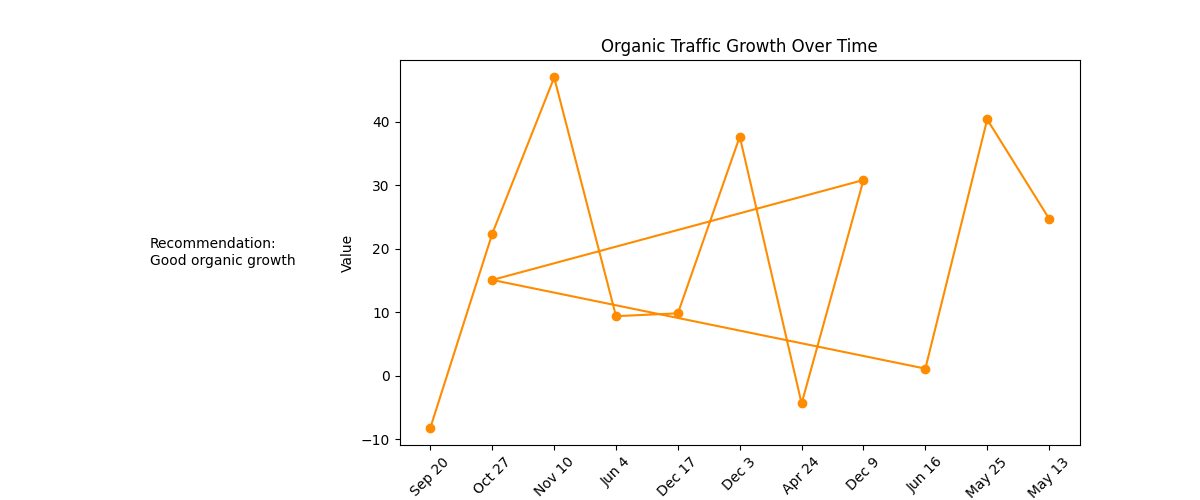 Organic Traffic Growth Over Time
Recommendation:
Good organic growth
Value
40
30
20
10
0
−10
Sep 20
Oct 27
Nov 10
Jun 4
Dec 17
Dec 3
Apr 24
Dec 9
Jun 16
May 25
May 13